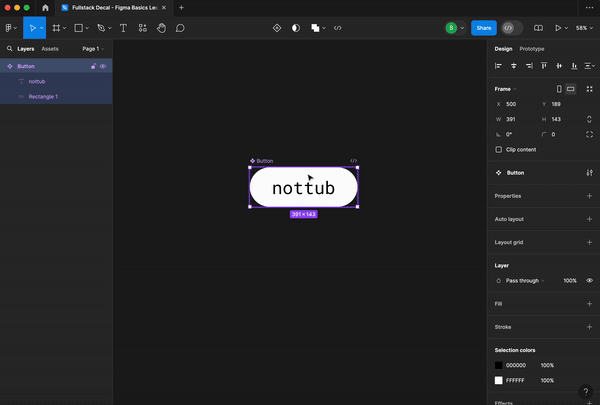 Fullstack Decal - Figma Basics Les
B
Share
58%
Layers
Assets
Page 1
Button
nottub
Rectangle 1
Button
nottub
391 × 143
Design
Prototype
Frame
X 500 Y 189
W 391 H 143
0° 0
Clip content
Button
Properties
Auto layout
Layout grid
Layer
Pass through 100%
Fill
Stroke
Selection colors
000000 100%
FFFFFF 100%
Effects
?